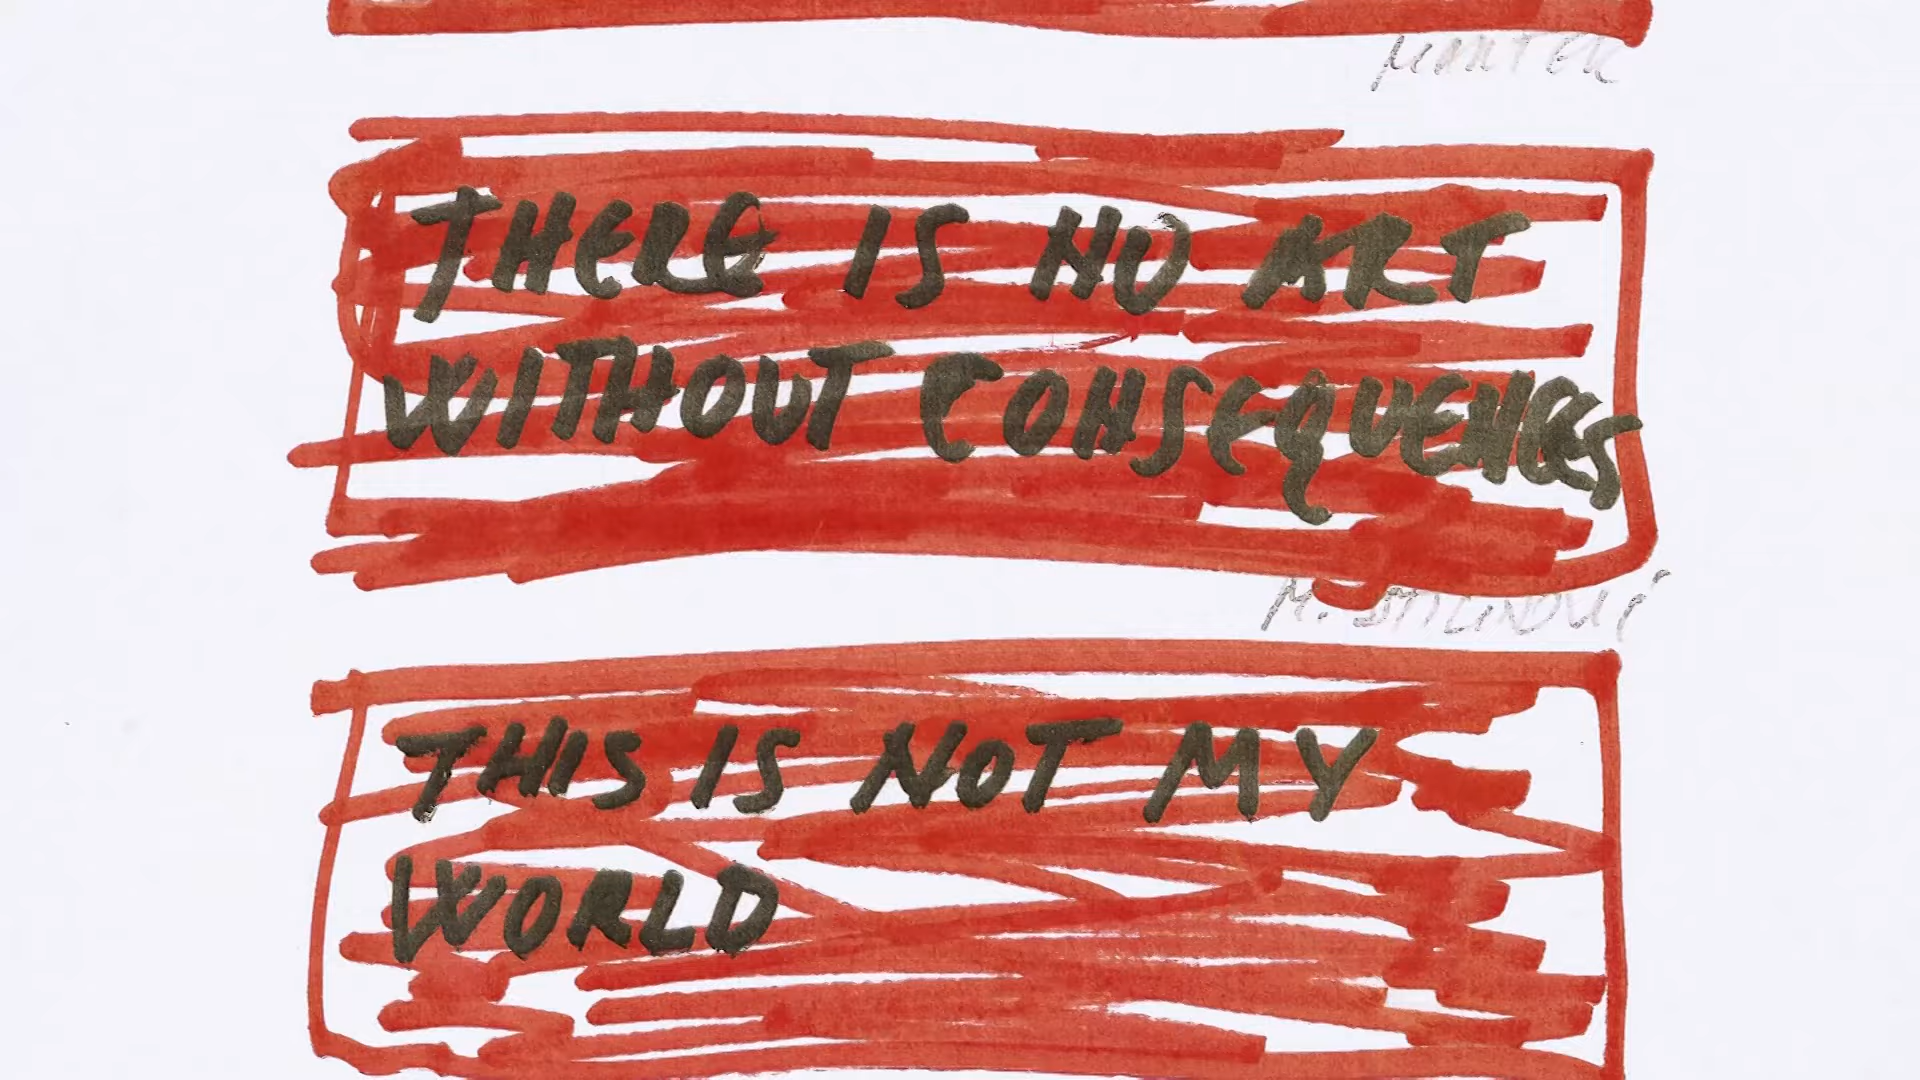 THERE IS NO ART
WITHOUT CONSEQUENCES
THIS IS NOT MY
WORLD